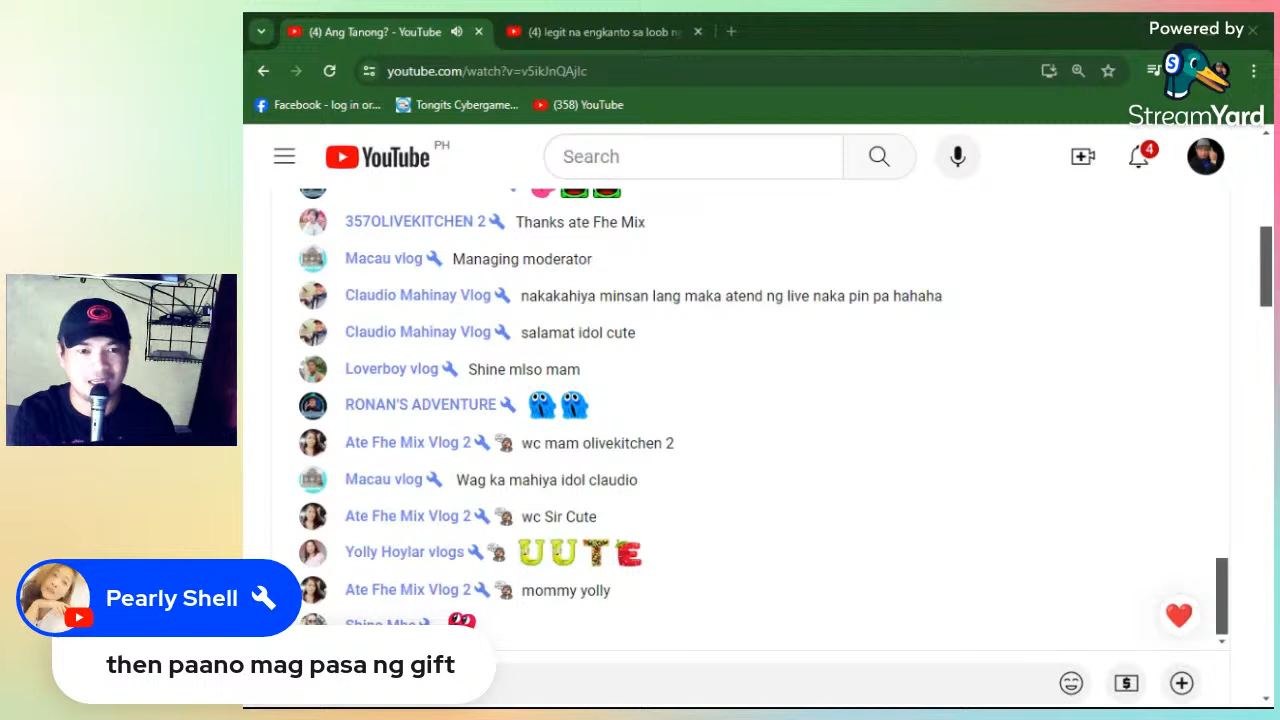 (4) Ang Tanong? - YouTube
(4) legit na engkanto sa loob n
Powered by
youtube.com/watch?v=v5ikJnQAjlc
StreamYard
Facebook - log in or...
Tongits Cybergame...
(358) YouTube
YouTube PH
Search
4
357OLIVEKITCHEN 2 Thanks ate Fhe Mix
Macau vlog Managing moderator
Claudio Mahinay Vlog nakakahiya minsan lang maka atend ng live naka pin pa hahaha
Claudio Mahinay Vlog salamat idol cute
Loverboy vlog Shine mlso mam
RONAN'S ADVENTURE
Ate Fhe Mix Vlog 2 wc mam olivekitchen 2
Macau vlog Wag ka mahiya idol claudio
Ate Fhe Mix Vlog 2 wc Sir Cute
Yolly Hoylar vlogs UUTE
Ate Fhe Mix Vlog 2 mommy yolly
Pearly Shell
then paano mag pasa ng gift